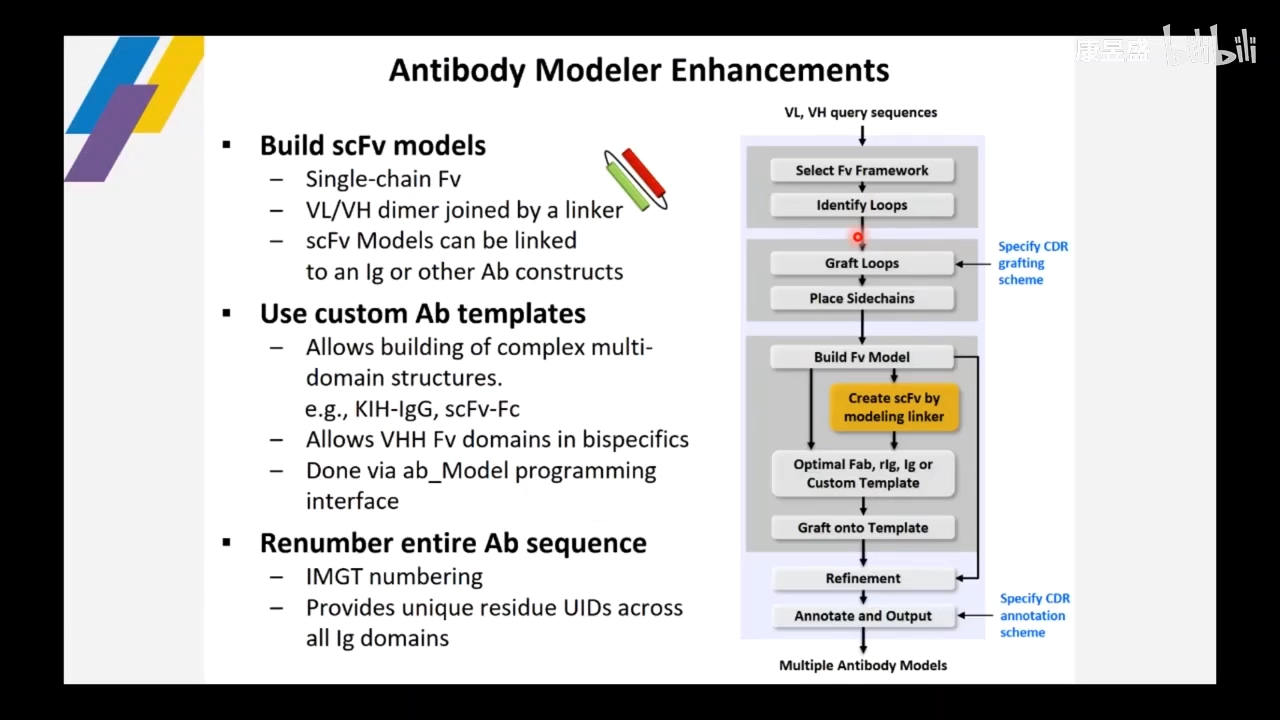 康昱盛 bilibili
Antibody Modeler Enhancements
▪ Build scFv models
– Single-chain Fv
– VL/VH dimer joined by a linker
– scFv Models can be linked
to an Ig or other Ab constructs
▪ Use custom Ab templates
– Allows building of complex multi-
domain structures.
e.g., KIH-IgG, scFv-Fc
– Allows VHH Fv domains in bispecifics
– Done via ab_Model programming
interface
▪ Renumber entire Ab sequence
– IMGT numbering
– Provides unique residue UIDs across
all Ig domains
VL, VH query sequences
Select Fv Framework
Identify Loops
Graft Loops
Specify CDR
grafting
scheme
Place Sidechains
Build Fv Model
Create scFv by
modeling linker
Optimal Fab, rIg, Ig or
Custom Template
Graft onto Template
Refinement
Annotate and Output
Specify CDR
annotation
scheme
Multiple Antibody Models